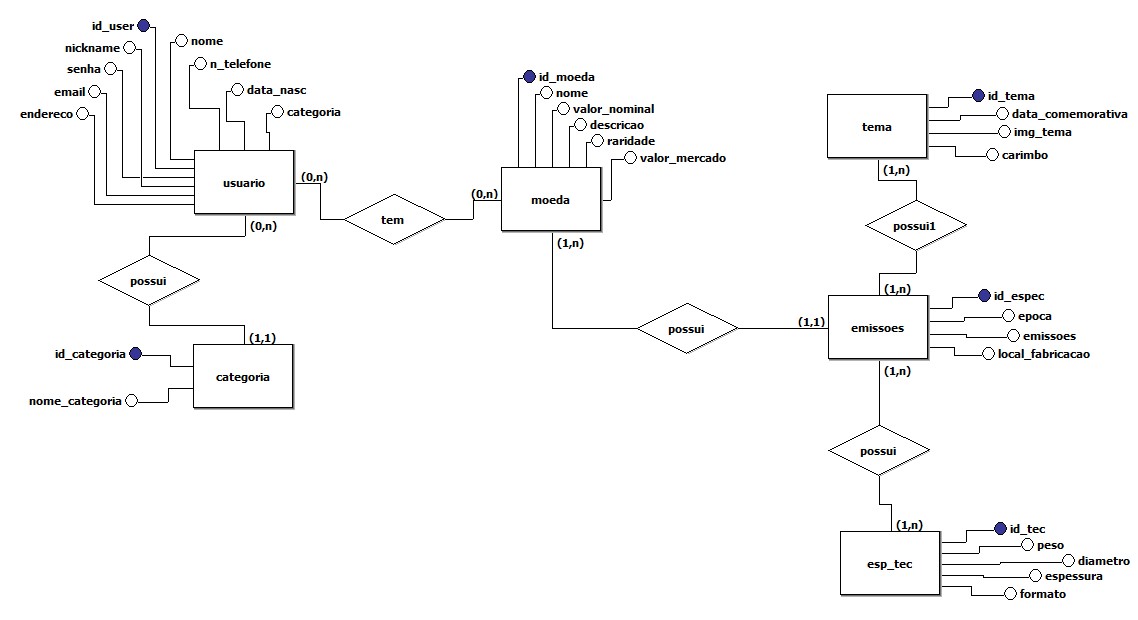 id_user
nickname
senha
email
endereco
nome
n_telefone
data_nasc
categoria
usuario
(0,n)
(0,n)
tem
(0,n)
id_moeda
nome
valor_nominal
descricao
raridade
valor_mercado
moeda
(1,n)
possui
(1,1)
id_categoria
nome_categoria
categoria
possui
(1,1)
tema
id_tema
data_comemorativa
img_tema
carimbo
(1,n)
possui1
(1,n)
emissoes
id_espec
epoca
emissoes
local_fabricacao
(1,n)
possui
(1,n)
esp_tec
id_tec
peso
diametro
espessura
formato